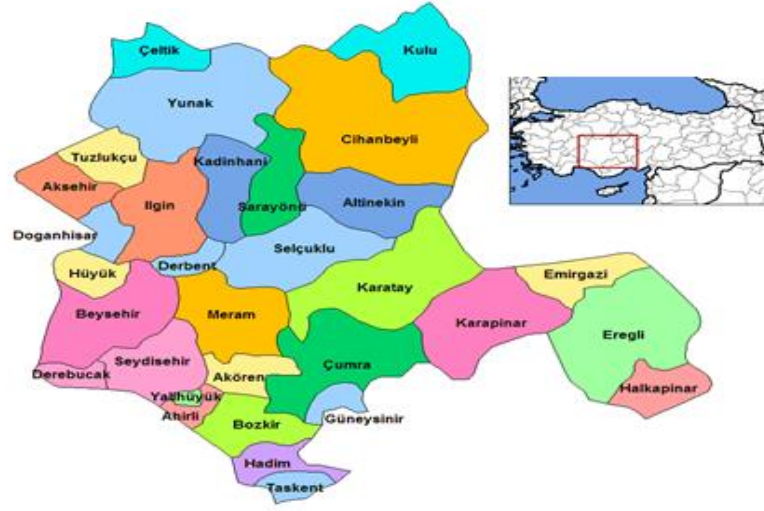 Çeltik
Kulu
Yunak
Cihanbeyli
Tuzlukçu
Kadinhani
Aksehir
Ilgin
Sarayönü
Altinekin
Doganhisar
Selçuklu
Hüyük
Derbent
Emirgazi
Karatay
Beysehir
Meram
Karapinar
Eregli
Seydisehir
Çumra
Derebucak
Akören
Halkapinar
Yalihüyük
Ahirli
Bozkir
Güneysinir
Hadim
Taskent